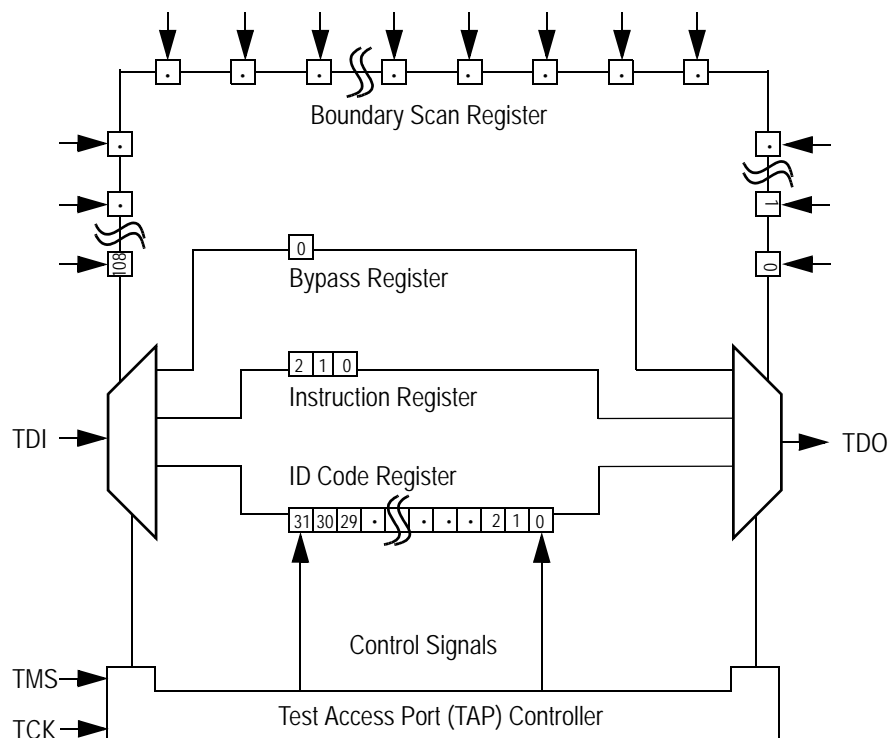 · · · · · · · ·
Boundary Scan Register
· ·
· 1
108 0
0
Bypass Register
2 1 0
Instruction Register
TDI
TDO
ID Code Register
31 30 29 · · · · 2 1 0
Control Signals
TMS
Test Access Port (TAP) Controller
TCK